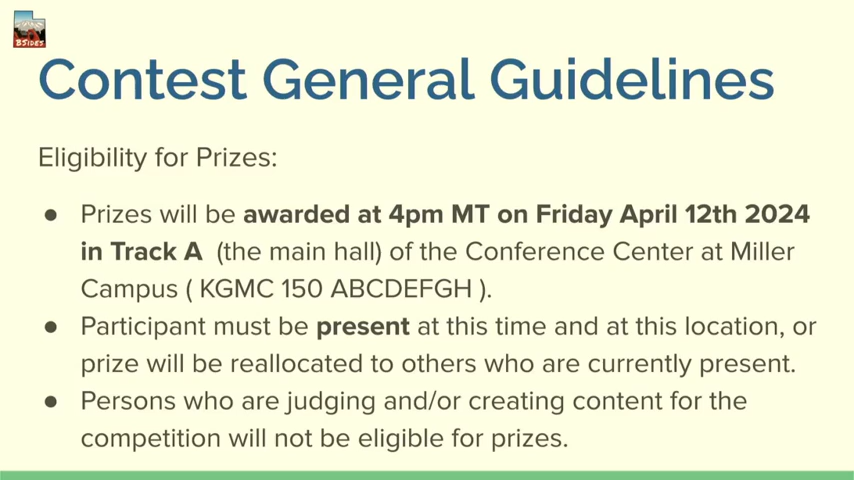 BSIDES
Contest General Guidelines
Eligibility for Prizes:
● Prizes will be awarded at 4pm MT on Friday April 12th 2024
in Track A (the main hall) of the Conference Center at Miller
Campus ( KGMC 150 ABCDEFGH ).
● Participant must be present at this time and at this location, or
prize will be reallocated to others who are currently present.
● Persons who are judging and/or creating content for the
competition will not be eligible for prizes.